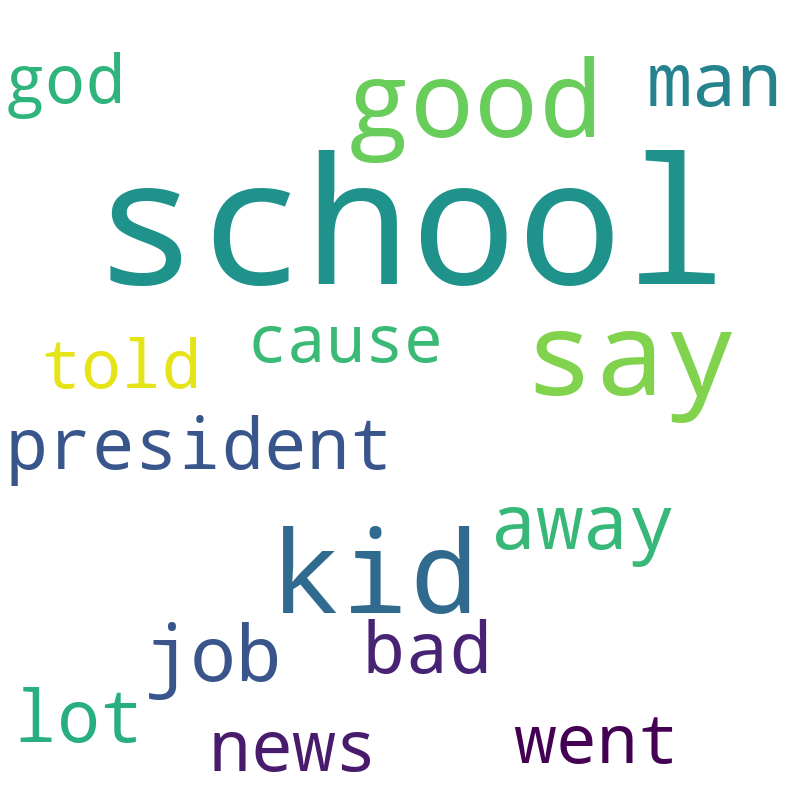 god good man
school
told cause say
president
away
kid
job bad
lot news went